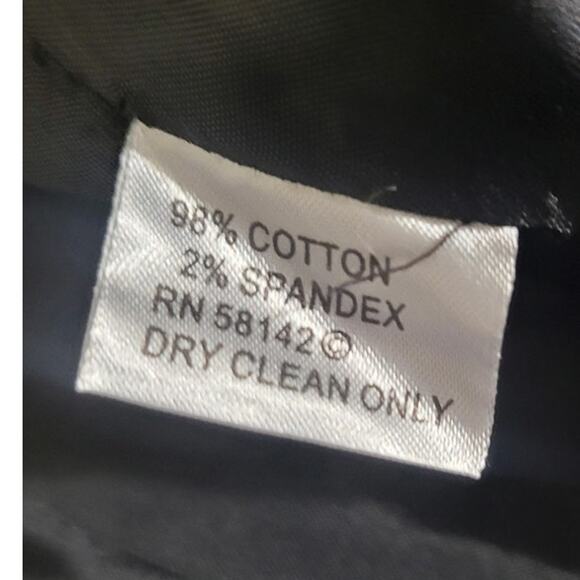 98% COTTON
2% SPANDEX
RN 58142©
DRY CLEAN ONLY